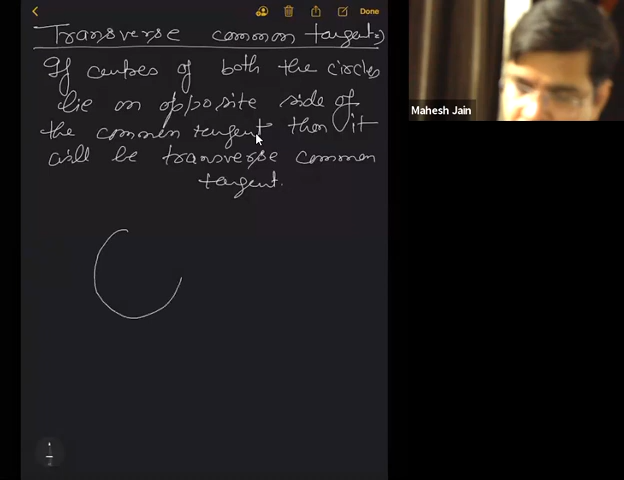 Done
Transverse common tangent:)
If centres of both the circles
lie on opposite side of
the common tangent then it
will be transverse common
tangent.
Mahesh Jain